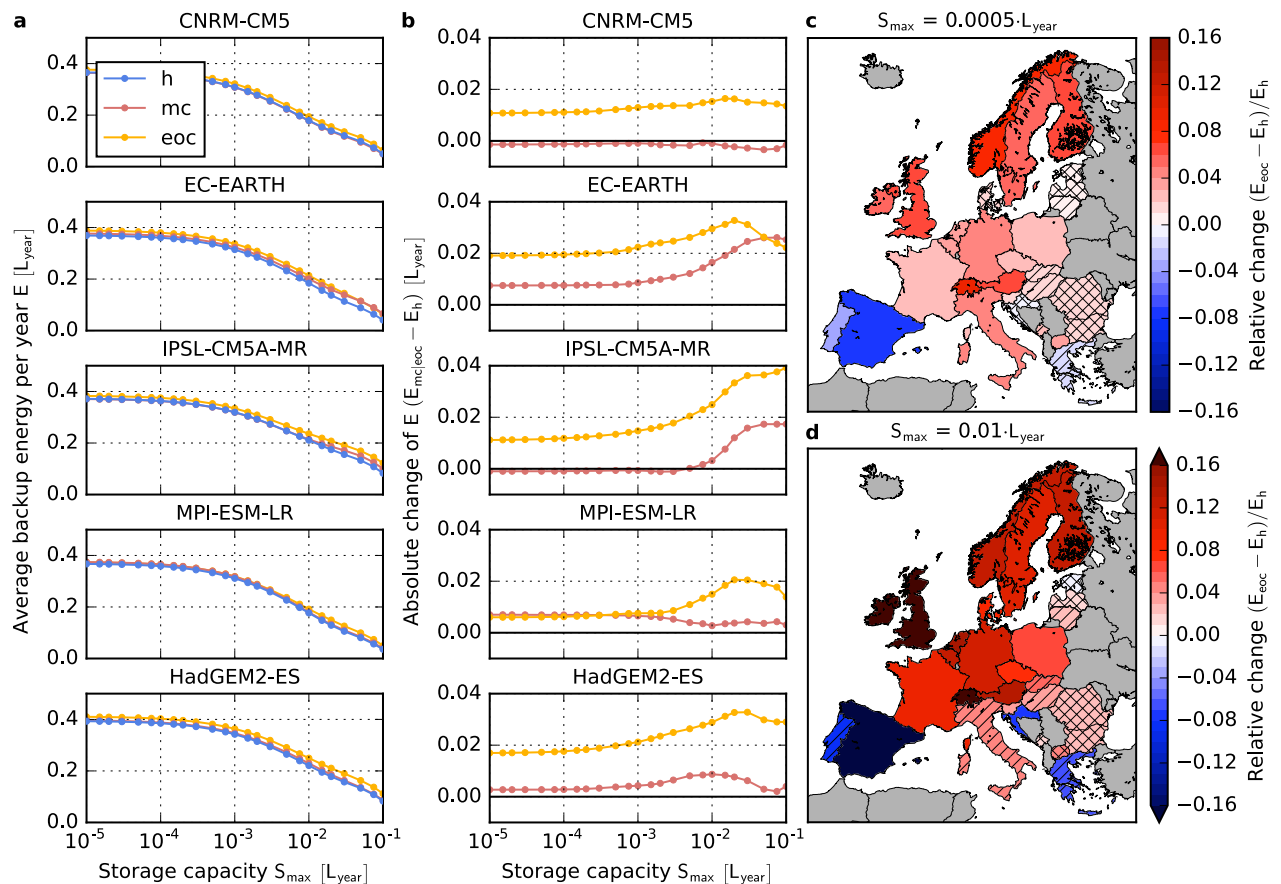 a
CNRM-CM5
0.4
0.2
0.0
h
mc
eoc
EC-EARTH
0.4
0.2
0.0
IPSL-CM5A-MR
0.4
0.2
0.0
MPI-ESM-LR
0.4
0.2
0.0
HadGEM2-ES
0.4
0.2
0.0
10⁻⁵ 10⁻⁴ 10⁻³ 10⁻² 10⁻¹
Storage capacity S_max [L_year]
Average backup energy per year E [L_year]
b
CNRM-CM5
0.04
0.02
0.00
EC-EARTH
0.04
0.02
0.00
IPSL-CM5A-MR
0.04
0.02
0.00
MPI-ESM-LR
0.04
0.02
0.00
HadGEM2-ES
0.04
0.02
0.00
10⁻⁵ 10⁻⁴ 10⁻³ 10⁻² 10⁻¹
Storage capacity S_max [L_year]
Absolute change of E (E_mc|eoc − E_h) [L_year]
c
S_max = 0.0005·L_year
0.16
0.12
0.08
0.04
0.00
−0.04
−0.08
−0.12
−0.16
Relative change (E_eoc − E_h)/E_h
d
S_max = 0.01·L_year
0.16
0.12
0.08
0.04
0.00
−0.04
−0.08
−0.12
−0.16
Relative change (E_eoc − E_h)/E_h